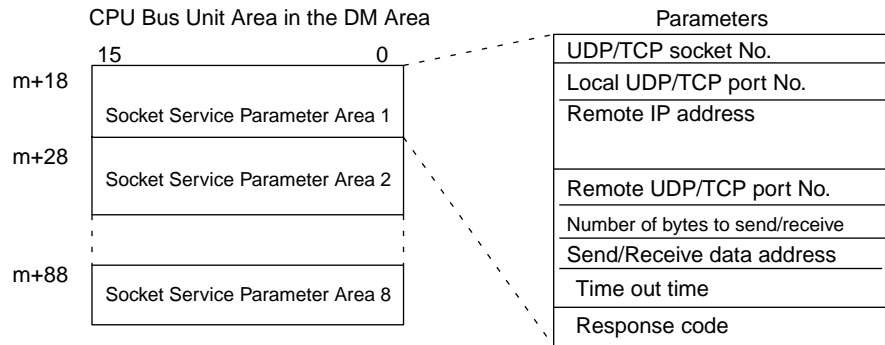 CPU Bus Unit Area in the DM Area
15 0
m+18
Socket Service Parameter Area 1
m+28
Socket Service Parameter Area 2
m+88
Socket Service Parameter Area 8
Parameters
UDP/TCP socket No.
Local UDP/TCP port No.
Remote IP address
Remote UDP/TCP port No.
Number of bytes to send/receive
Send/Receive data address
Time out time
Response code